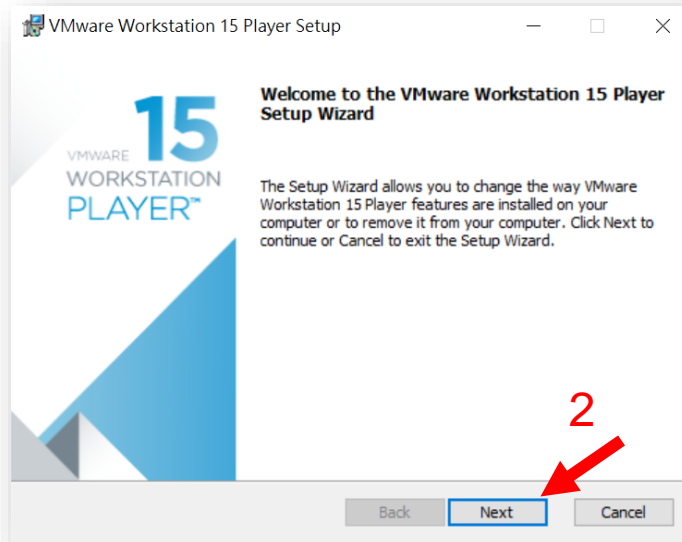 VMware Workstation 15 Player Setup
Welcome to the VMware Workstation 15 Player
Setup Wizard
15
VMWARE
WORKSTATION
PLAYER™
The Setup Wizard allows you to change the way VMware
Workstation 15 Player features are installed on your
computer or to remove it from your computer. Click Next to
continue or Cancel to exit the Setup Wizard.
2
Back Next Cancel